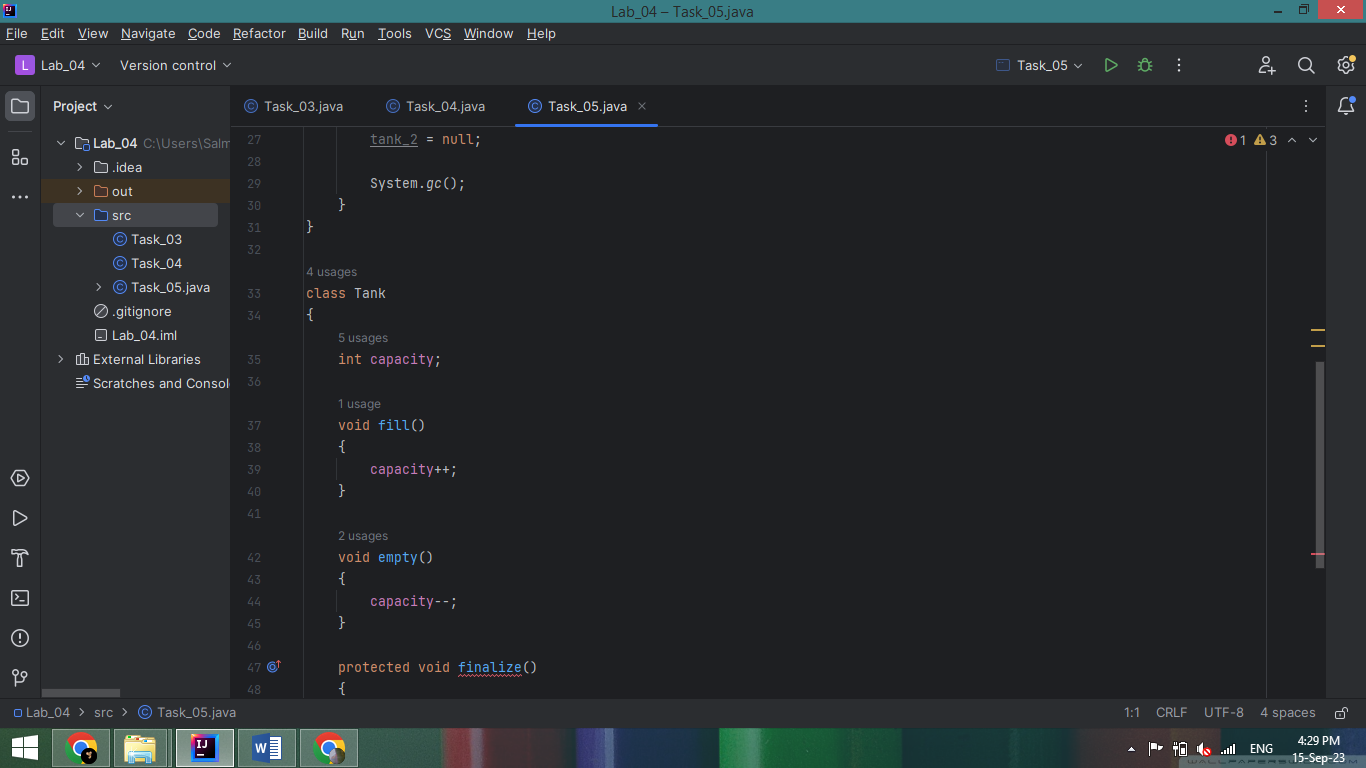 Lab_04 – Task_05.java
File Edit View Navigate Code Refactor Build Run Tools VCS Window Help
L Lab_04 Version control Task_05
Project
Task_03.java Task_04.java Task_05.java
Lab_04 C:\Users\Salm
.idea
out
src
Task_03
Task_04
Task_05.java
.gitignore
Lab_04.iml
External Libraries
Scratches and Consol
1 3
27 tank_2 = null;
28
29 System.gc();
30 }
31 }
32
4 usages
33 class Tank
34 {
5 usages
35 int capacity;
36
1 usage
37 void fill()
38 {
39 capacity++;
40 }
41
2 usages
42 void empty()
43 {
44 capacity--;
45 }
46
47 protected void finalize()
48 {
Lab_04 > src > Task_05.java
1:1 CRLF UTF-8 4 spaces
IJ W
ENG
4:29 PM
15-Sep-23